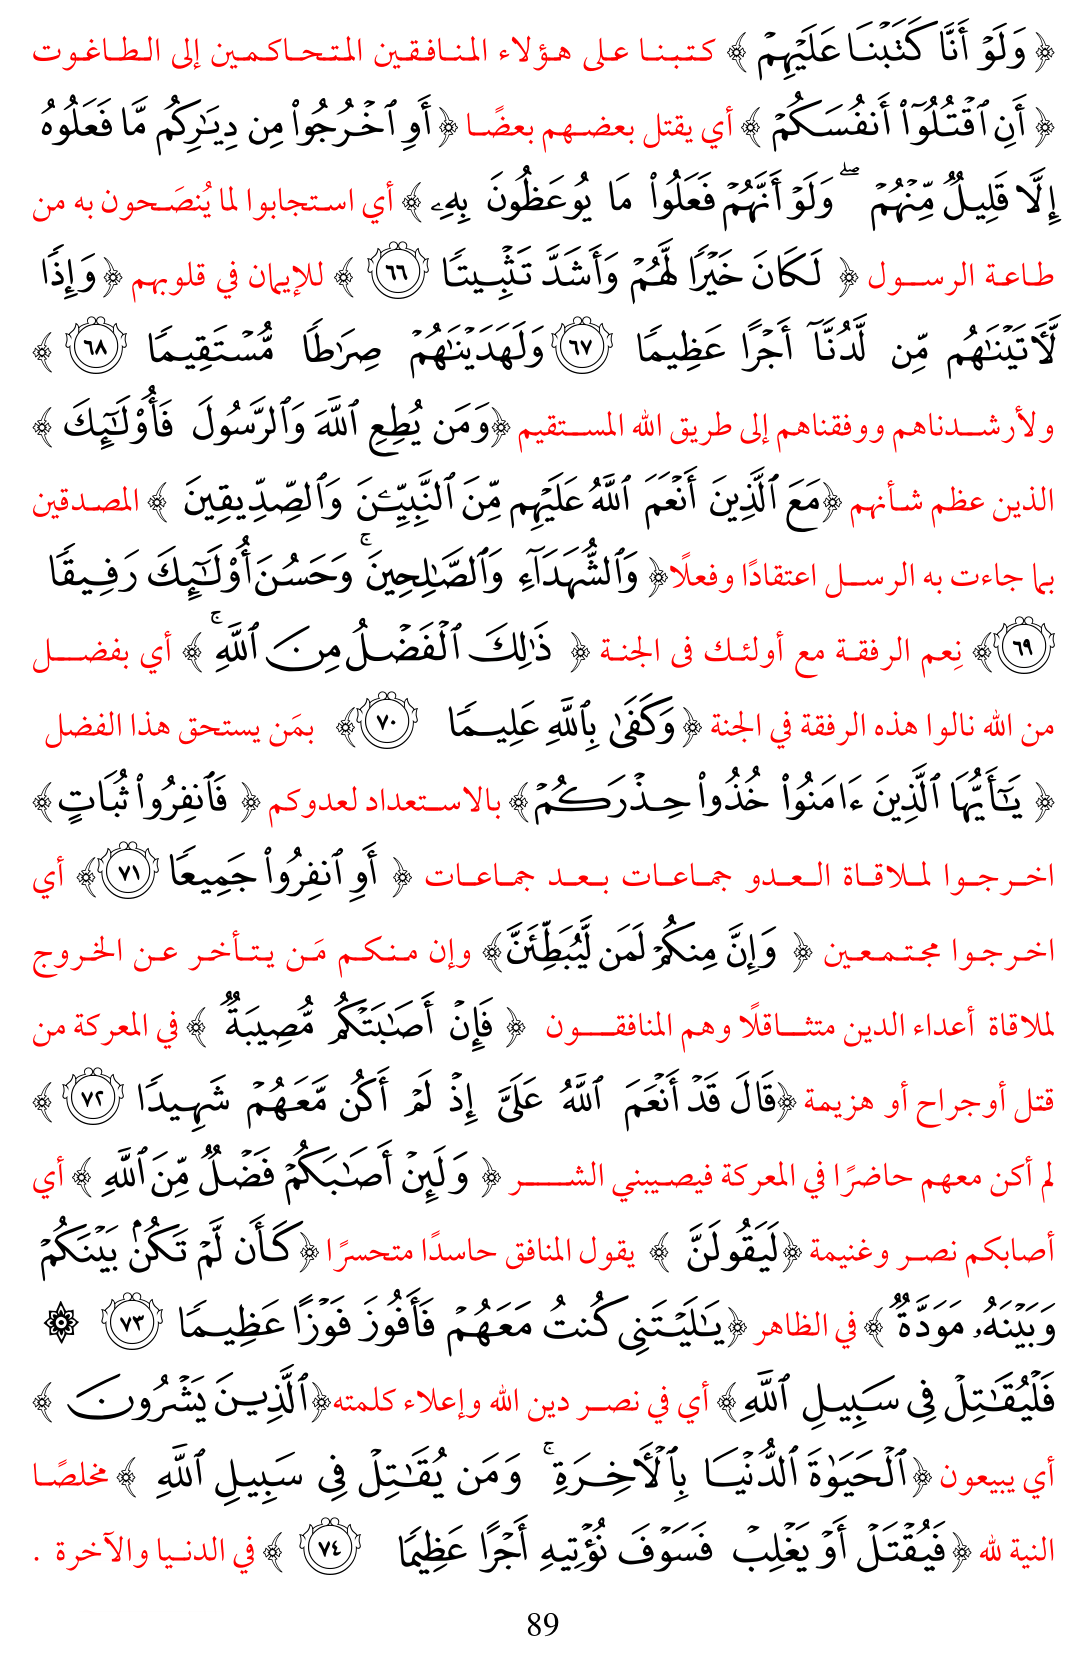 ﴿ وَلَوْ أَنَّا كَتَبْنَا عَلَيْهِمْ ﴾ كتبنا على هؤلاء المنافقين المتحاكمين إلى الطاغوت
﴿ أَنِ ٱقْتُلُوٓا۟ أَنفُسَكُمْ ﴾ أي يقتل بعضهم بعضًا ﴿ أَوِ ٱخْرُجُوا۟ مِن دِيَـٰرِكُم مَّا فَعَلُوهُ
إِلَّا قَلِيلٌ مِّنْهُمْ ۖ وَلَوْ أَنَّهُمْ فَعَلُوا۟ مَا يُوعَظُونَ بِهِۦ ﴾ أي استجابوا لما يُنصَحون به من
طاعة الرسول ﴿ لَكَانَ خَيْرًا لَّهُمْ وَأَشَدَّ تَثْبِيتًا ٦٦ ﴾ للإيمان في قلوبهم ﴿ وَإِذًا
لَّـَٔاتَيْنَـٰهُم مِّن لَّدُنَّآ أَجْرًا عَظِيمًا ٦٧ وَلَهَدَيْنَـٰهُمْ صِرَٰطًا مُّسْتَقِيمًا ٦٨ ﴾
ولأرشدناهم ووفقناهم إلى طريق الله المستقيم ﴿وَمَن يُطِعِ ٱللَّهَ وَٱلرَّسُولَ فَأُو۟لَـٰٓئِكَ ﴾
الذين عظم شأنهم ﴿مَعَ ٱلَّذِينَ أَنْعَمَ ٱللَّهُ عَلَيْهِم مِّنَ ٱلنَّبِيِّـۧنَ وَٱلصِّدِّيقِينَ ﴾ المصدقين
بما جاءت به الرسل اعتقادًا وفعلًا﴿ وَٱلشُّهَدَآءِ وَٱلصَّـٰلِحِينَ ۚ وَحَسُنَ أُو۟لَـٰٓئِكَ رَفِيقًا
٦٩﴾ نِعم الرفقة مع أولئك فى الجنة ﴿ ذَٰلِكَ ٱلْفَضْلُ مِنَ ٱللَّهِ ۚ ﴾ أي بفضل
من الله نالوا هذه الرفقة في الجنة ﴿وَكَفَىٰ بِٱللَّهِ عَلِيمًا ٧٠﴾ بمَن يستحق هذا الفضل
﴿ يَـٰٓأَيُّهَا ٱلَّذِينَ ءَامَنُوا۟ خُذُوا۟ حِذْرَكُمْ﴾ بالاستعداد لعدوكم ﴿ فَٱنفِرُوا۟ ثُبَاتٍ﴾
اخرجوا لملاقاة العدو جماعات بعد جماعات ﴿ أَوِ ٱنفِرُوا۟ جَمِيعًا ٧١﴾ أي
اخرجوا مجتمعين ﴿ وَإِنَّ مِنكُمْ لَمَن لَّيُبَطِّئَنَّ﴾ وإن منكم مَن يتأخر عن الخروج
لملاقاة أعداء الدين متثاقلًا وهم المنافقون ﴿ فَإِنْ أَصَـٰبَتْكُم مُّصِيبَةٌ ﴾ في المعركة من
قتل أوجراح أو هزيمة ﴿قَالَ قَدْ أَنْعَمَ ٱللَّهُ عَلَىَّ إِذْ لَمْ أَكُن مَّعَهُمْ شَهِيدًا ٧٢ ﴾
لم أكن معهم حاضرًا في المعركة فيصيبني الشر ﴿ وَلَئِنْ أَصَـٰبَكُمْ فَضْلٌ مِّنَ ٱللَّهِ ﴾ أي
أصابكم نصر وغنيمة ﴿لَيَقُولَنَّ ﴾ يقول المنافق حاسدًا متحسرًا ﴿كَأَن لَّمْ تَكُنۢ بَيْنَكُمْ
وَبَيْنَهُۥ مَوَدَّةٌ ﴾ في الظاهر ﴿يَـٰلَيْتَنِى كُنتُ مَعَهُمْ فَأَفُوزَ فَوْزًا عَظِيمًا ٧٣ ۞
فَلْيُقَـٰتِلْ فِى سَبِيلِ ٱللَّهِ﴾ أي في نصر دين الله وإعلاء كلمته﴿ٱلَّذِينَ يَشْرُونَ ﴾
أي يبيعون ﴿ٱلْحَيَوٰةَ ٱلدُّنْيَا بِٱلْـَٔاخِرَةِ ۚ وَمَن يُقَـٰتِلْ فِى سَبِيلِ ٱللَّهِ ﴾ مخلصًا
النية لله ﴿فَيُقْتَلْ أَوْ يَغْلِبْ فَسَوْفَ نُؤْتِيهِ أَجْرًا عَظِيمًا ٧٤ ﴾ في الدنيا والآخرة .
89